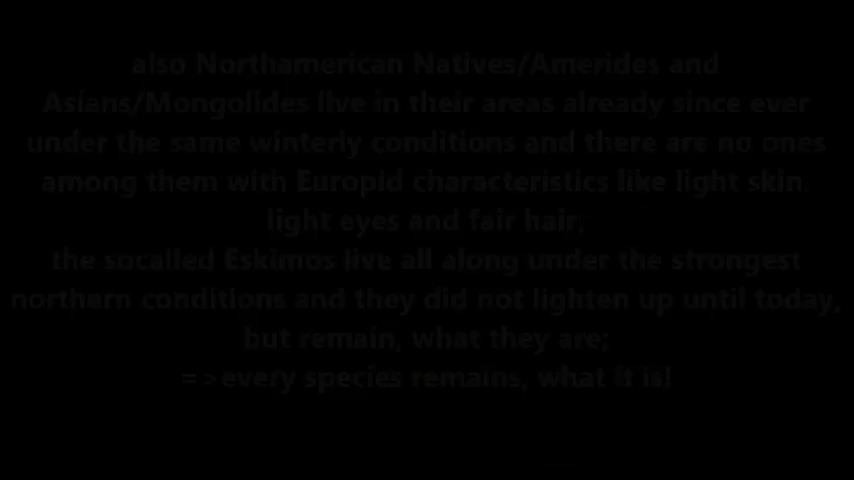 also Northamerican Natives/Amerides and
Asians/Mongolides live in their areas already since ever
under the same winterly conditions and there are no ones
among them with Europid characteristics like light skin,
light eyes and fair hair;
the socalled Eskimos live all along under the strongest
northern conditions and they did not lighten up until today,
but remain, what they are;
=>every species remains, what it is!